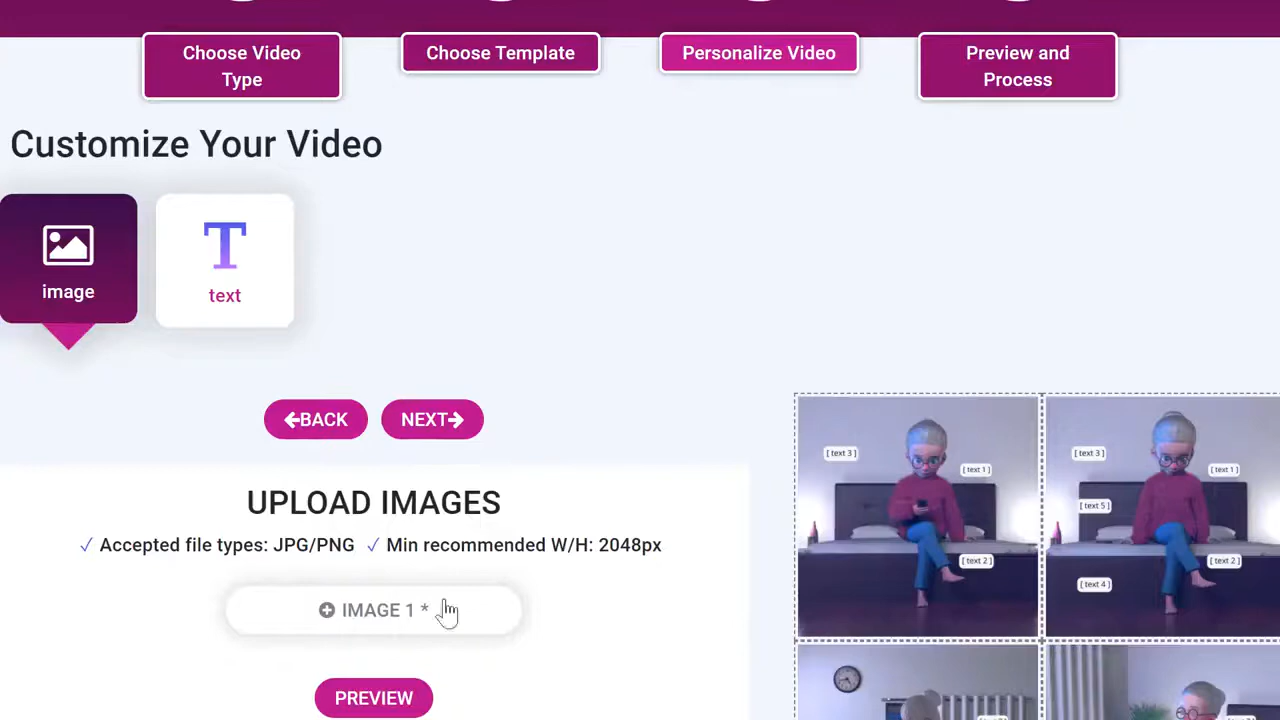 Choose Video
Type
Choose Template
Personalize Video
Preview and
Process
Customize Your Video
image
T
text
BACK
NEXT
UPLOAD IMAGES
✓ Accepted file types: JPG/PNG ✓ Min recommended W/H: 2048px
IMAGE 1 *
PREVIEW
[ text 3 ]
[ text 1 ]
[ text 2 ]
[ text 3 ]
[ text 1 ]
[ text 5 ]
[ text 2 ]
[ text 4 ]